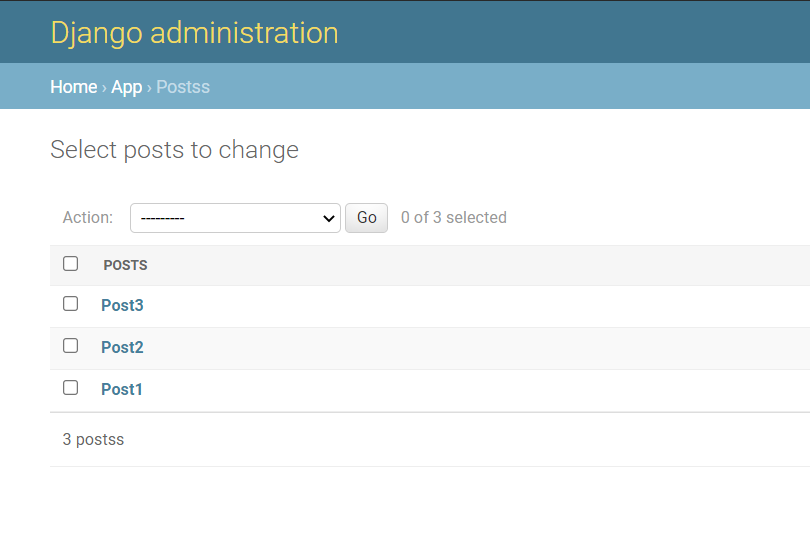 Django administration
Home › App › Postss
Select posts to change
Action: --------- Go 0 of 3 selected
POSTS
Post3
Post2
Post1
3 postss